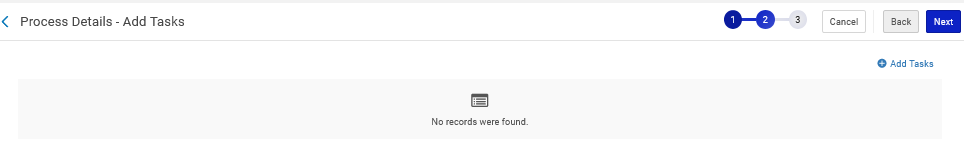 Process Details - Add Tasks
1 2 3
Cancel
Back
Next
Add Tasks
No records were found.